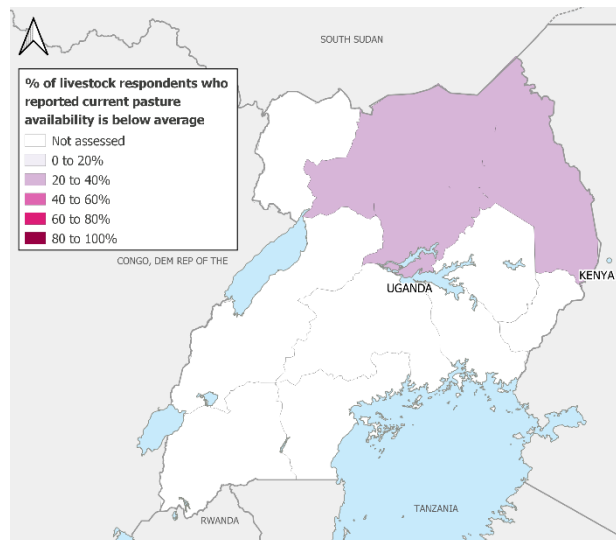 SOUTH SUDAN
% of livestock respondents who
reported current pasture
availability is below average
Not assessed
0 to 20%
20 to 40%
40 to 60%
60 to 80%
80 to 100%
CONGO, DEM REP OF THE
KENYA
UGANDA
TANZANIA
RWANDA